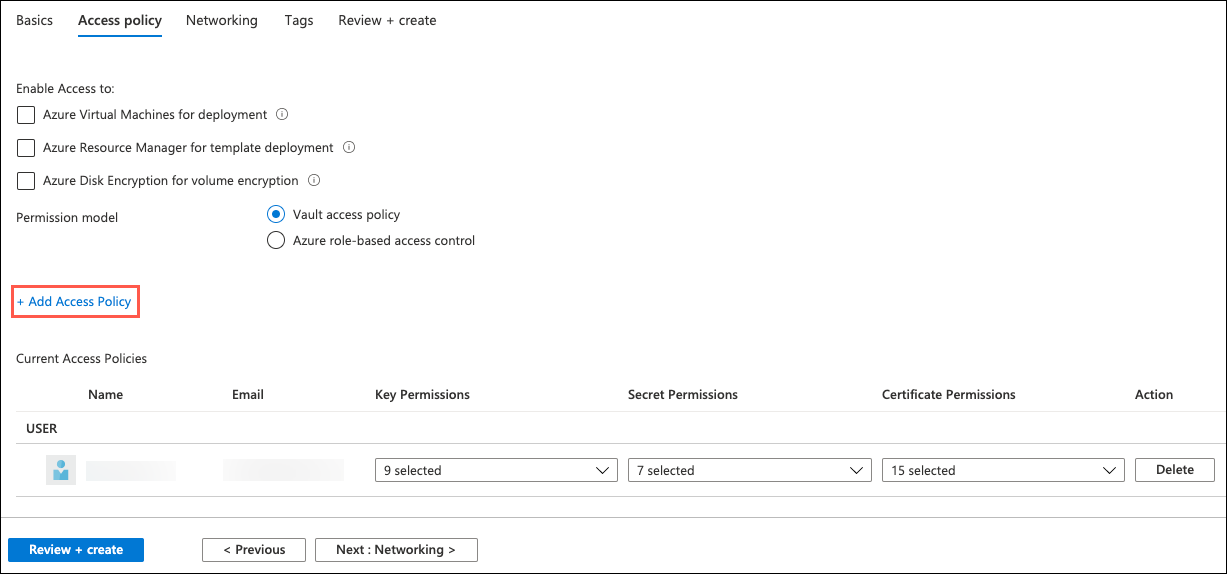 Basics Access policy Networking Tags Review + create
Enable Access to:
Azure Virtual Machines for deployment
Azure Resource Manager for template deployment
Azure Disk Encryption for volume encryption
Permission model
Vault access policy
Azure role-based access control
+ Add Access Policy
Current Access Policies
Name Email Key Permissions Secret Permissions Certificate Permissions Action
USER
9 selected 7 selected 15 selected Delete
Review + create < Previous Next : Networking >